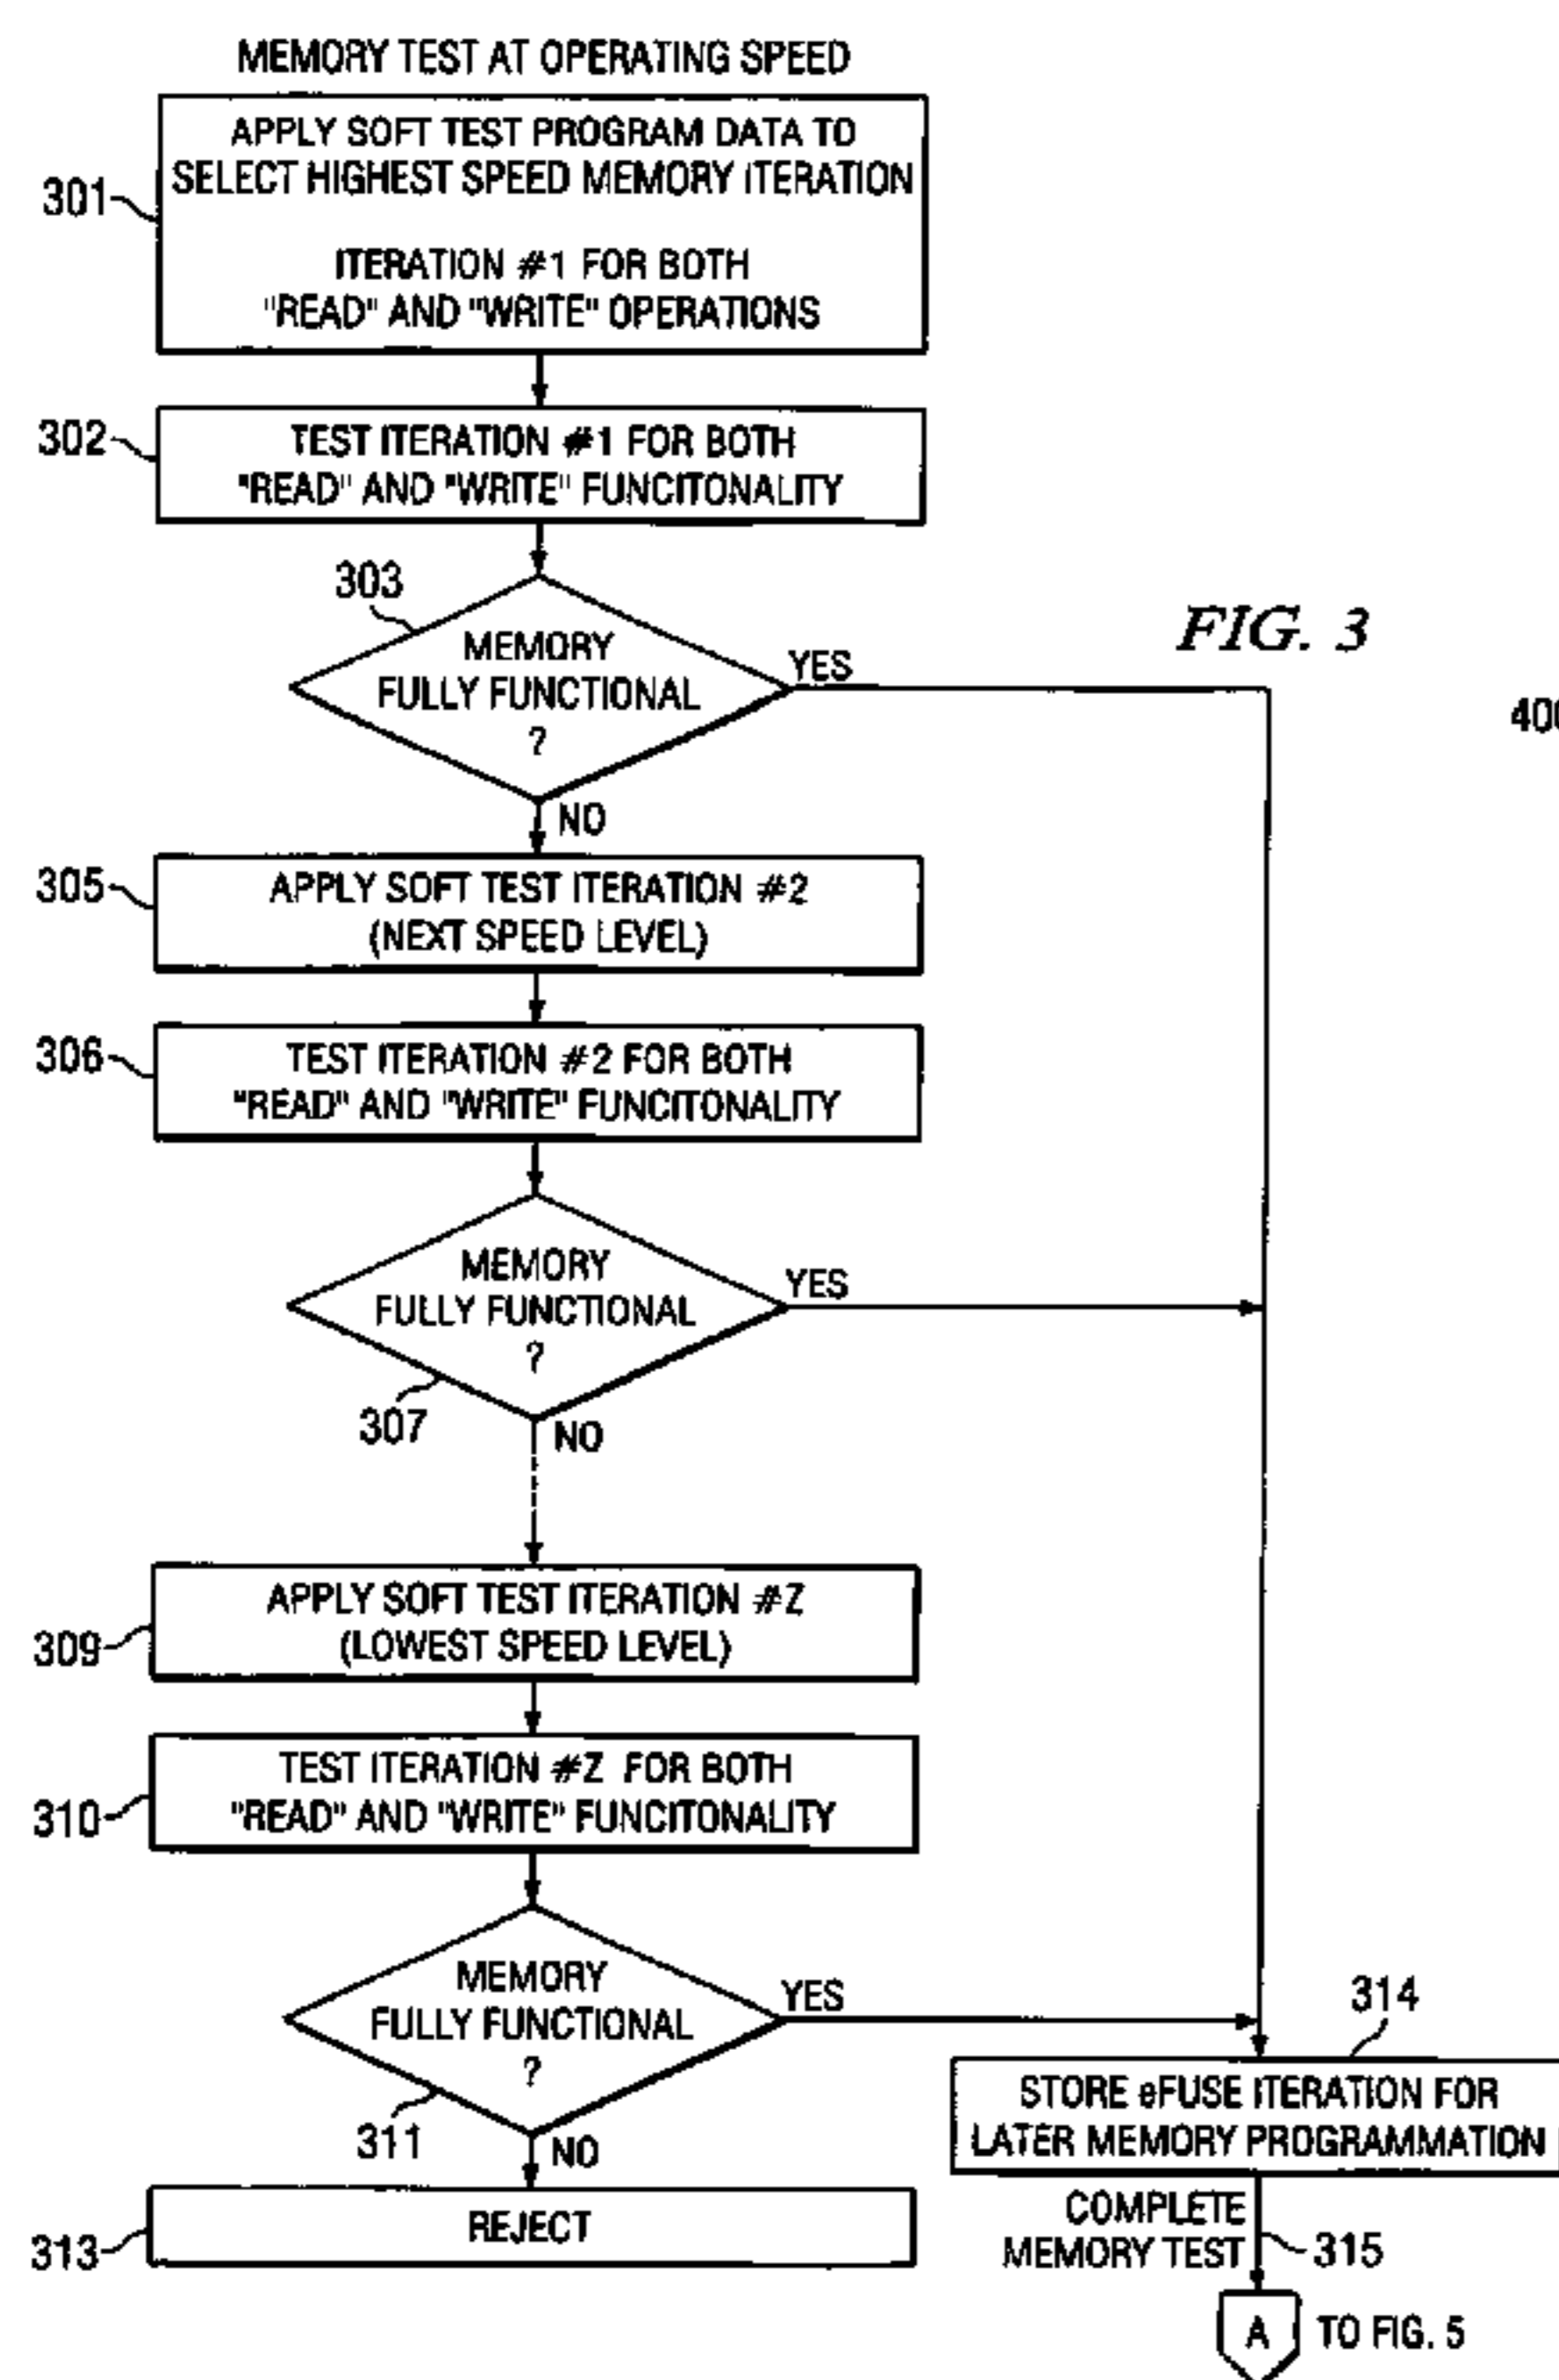 MEMORY TEST AT OPERATING SPEED
APPLY SOFT TEST PROGRAM DATA TO
SELECT HIGHEST SPEED MEMORY ITERATION
301
ITERATION #1 FOR BOTH
"READ" AND "WRITE" OPERATIONS
302
TEST ITERATION #1 FOR BOTH
"READ" AND "WRITE" FUNCITONALITY
303
FIG. 3
MEMORY
FULLY FUNCTIONAL
?
YES
NO
400
305
APPLY SOFT TEST ITERATION #2
(NEXT SPEED LEVEL)
306
TEST ITERATION #2 FOR BOTH
"READ" AND "WRITE" FUNCITONALITY
MEMORY
FULLY FUNCTIONAL
?
YES
307
NO
APPLY SOFT TEST ITERATION #Z
(LOWEST SPEED LEVEL)
309
TEST ITERATION #Z FOR BOTH
"READ" AND "WRITE" FUNCITONALITY
310
MEMORY
FULLY FUNCTIONAL
?
YES
311
NO
314
STORE eFUSE ITERATION FOR
LATER MEMORY PROGRAMMATION
REJECT
313
COMPLETE
MEMORY TEST
315
A
TO FIG. 5